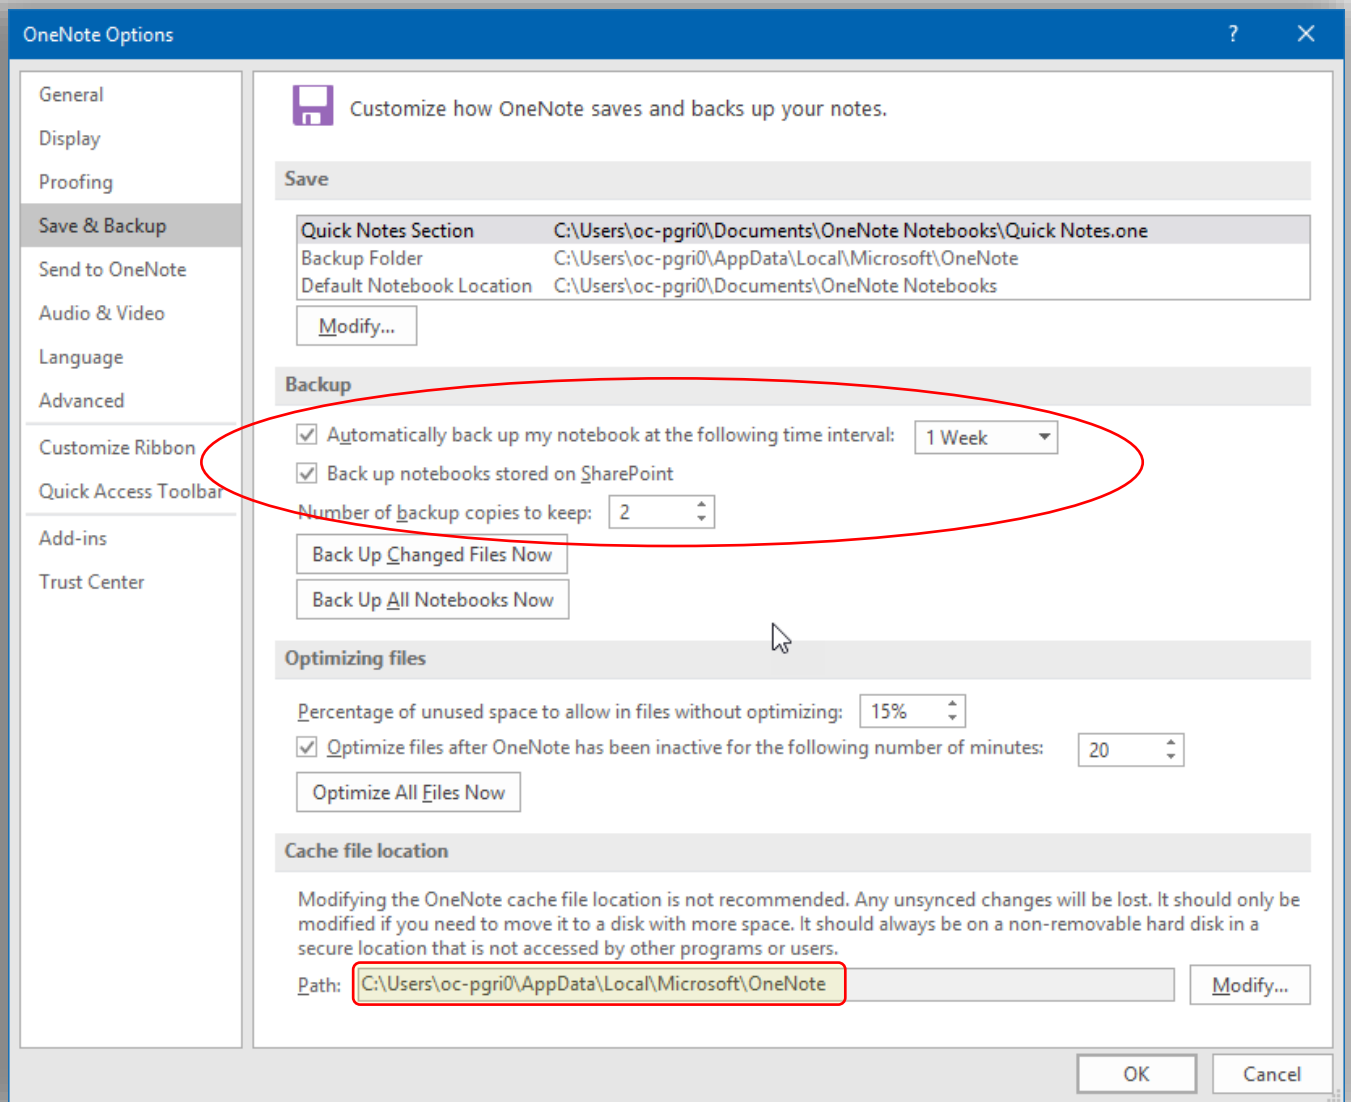 OneNote Options
?
General
Display
Proofing
Save & Backup
Send to OneNote
Audio & Video
Language
Advanced
Customize Ribbon
Quick Access Toolbar
Add-ins
Trust Center
Customize how OneNote saves and backs up your notes.
Save
Quick Notes Section C:\Users\oc-pgri0\Documents\OneNote Notebooks\Quick Notes.one
Backup Folder C:\Users\oc-pgri0\AppData\Local\Microsoft\OneNote
Default Notebook Location C:\Users\oc-pgri0\Documents\OneNote Notebooks
Modify...
Backup
Automatically back up my notebook at the following time interval: 1 Week
Back up notebooks stored on SharePoint
Number of backup copies to keep: 2
Back Up Changed Files Now
Back Up All Notebooks Now
Optimizing files
Percentage of unused space to allow in files without optimizing: 15%
Optimize files after OneNote has been inactive for the following number of minutes: 20
Optimize All Files Now
Cache file location
Modifying the OneNote cache file location is not recommended. Any unsynced changes will be lost. It should only be
modified if you need to move it to a disk with more space. It should always be on a non-removable hard disk in a
secure location that is not accessed by other programs or users.
Path: C:\Users\oc-pgri0\AppData\Local\Microsoft\OneNote Modify...
OK Cancel